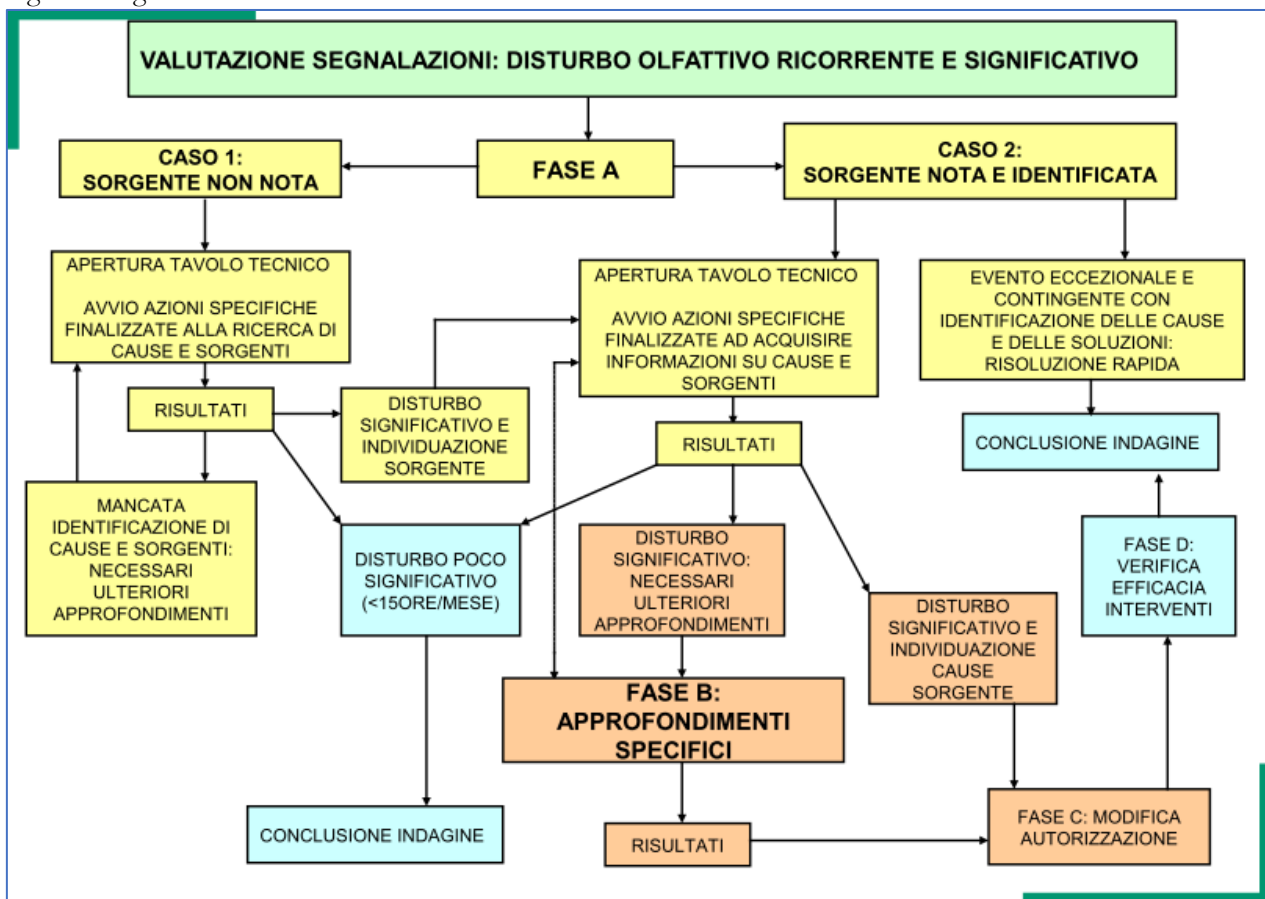 VALUTAZIONE SEGNALAZIONI: DISTURBO OLFATTIVO RICORRENTE E SIGNIFICATIVO
CASO 1:
SORGENTE NON NOTA
FASE A
CASO 2:
SORGENTE NOTA E IDENTIFICATA
APERTURA TAVOLO TECNICO
AVVIO AZIONI SPECIFICHE
FINALIZZATE ALLA RICERCA DI
CAUSE E SORGENTI
APERTURA TAVOLO TECNICO
AVVIO AZIONI SPECIFICHE
FINALIZZATE AD ACQUISIRE
INFORMAZIONI SU CAUSE E
SORGENTI
EVENTO ECCEZIONALE E
CONTINGENTE CON
IDENTIFICAZIONE DELLE CAUSE
E DELLE SOLUZIONI:
RISOLUZIONE RAPIDA
RISULTATI
DISTURBO
SIGNIFICATIVO E
INDIVIDUAZIONE
SORGENTE
RISULTATI
CONCLUSIONE INDAGINE
MANCATA
IDENTIFICAZIONE DI
CAUSE E SORGENTI:
NECESSARI
ULTERIORI
APPROFONDIMENTI
DISTURBO POCO
SIGNIFICATIVO
(<15ORE/MESE)
DISTURBO
SIGNIFICATIVO:
NECESSARI
ULTERIORI
APPROFONDIMENTI
DISTURBO
SIGNIFICATIVO E
INDIVIDUAZIONE
CAUSE
SORGENTE
FASE D:
VERIFICA
EFFICACIA
INTERVENTI
FASE B:
APPROFONDIMENTI
SPECIFICI
CONCLUSIONE INDAGINE
RISULTATI
FASE C: MODIFICA
AUTORIZZAZIONE